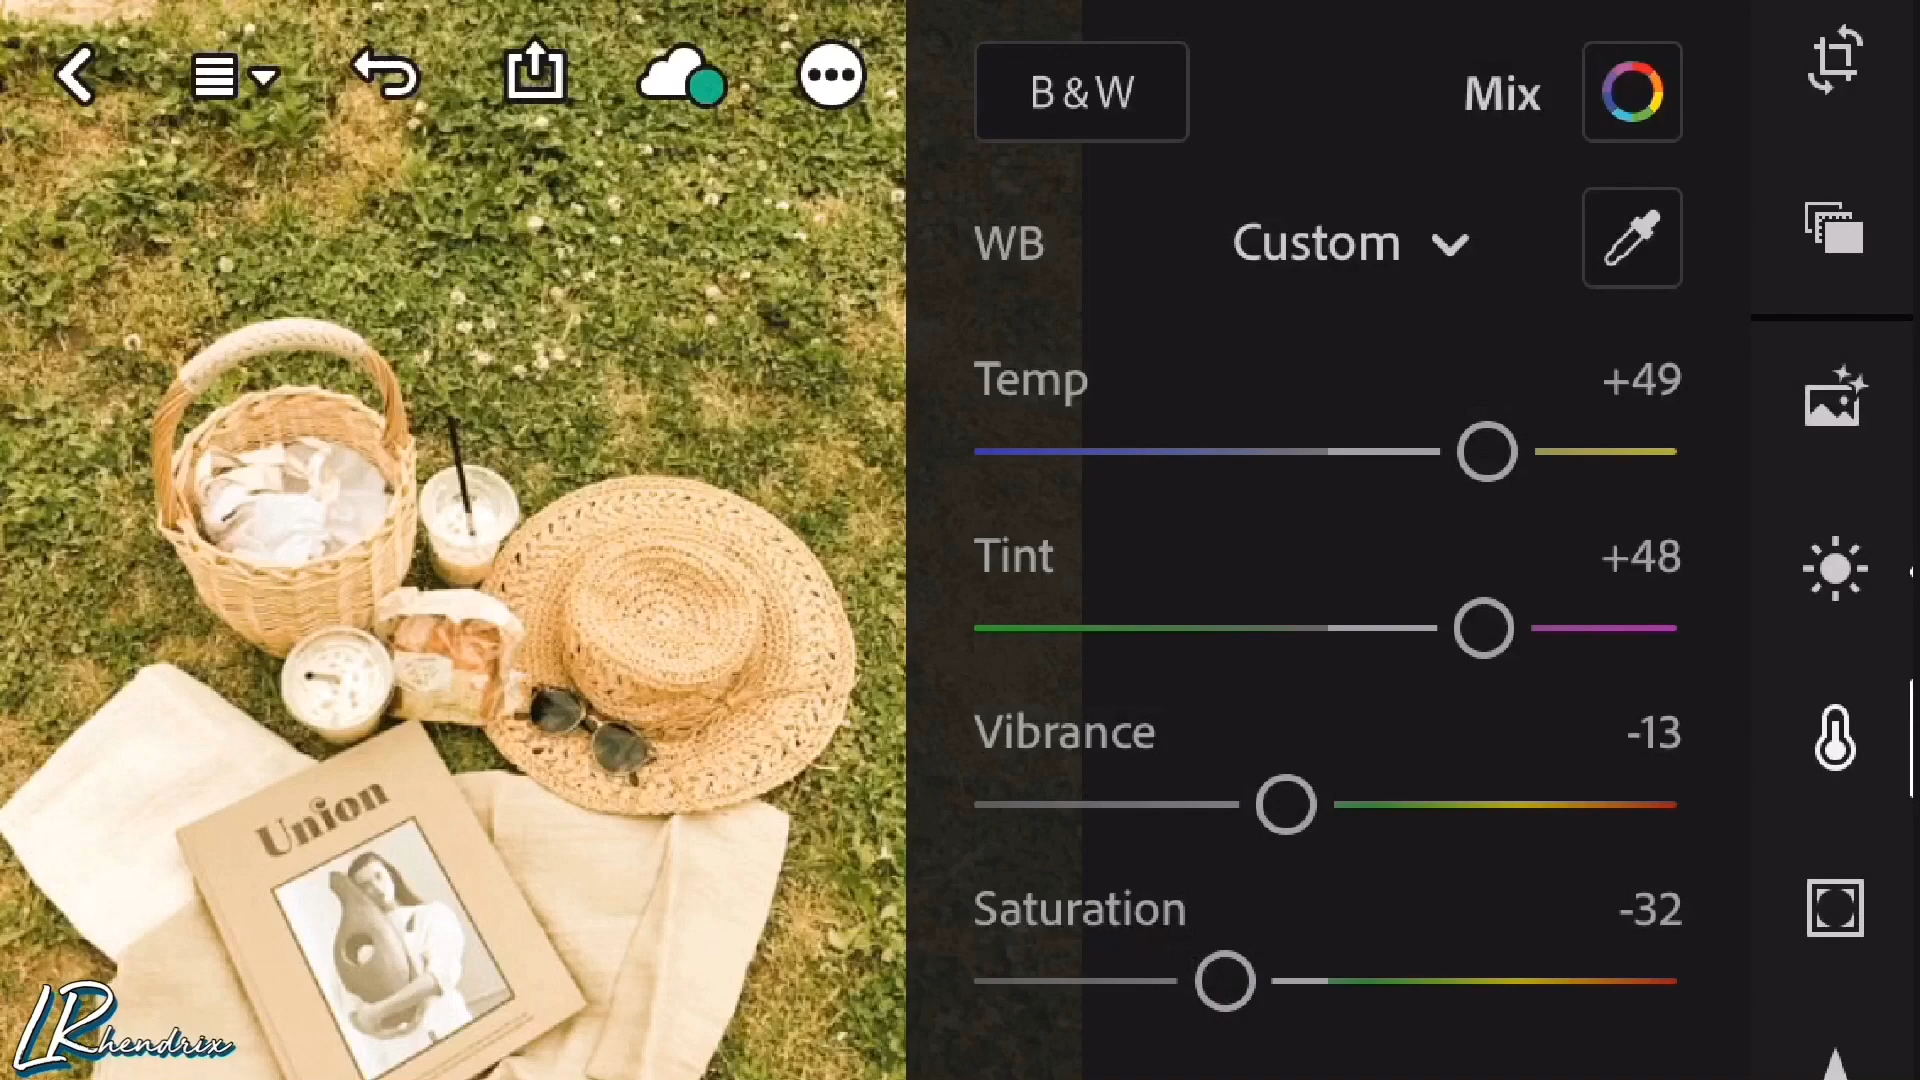 B&W
Mix
WB
Custom
Temp
+49
Tint
+48
Vibrance
-13
Saturation
-32
Union
LRhendrix